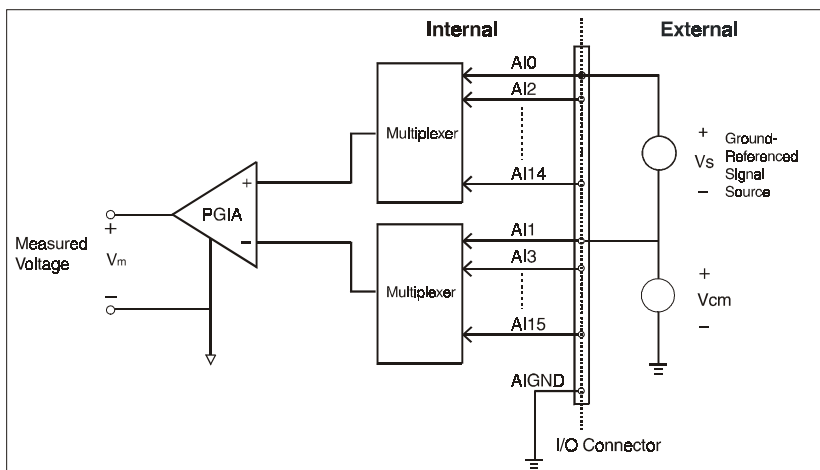 Internal
External
AI0
AI2
AI14
Multiplexer
+
Vs
−
Ground-
Referenced
Signal
Source
+
PGIA
−
Measured
Voltage
+
Vm
−
AI1
AI3
AI15
Multiplexer
+
Vcm
−
AIGND
I/O Connector